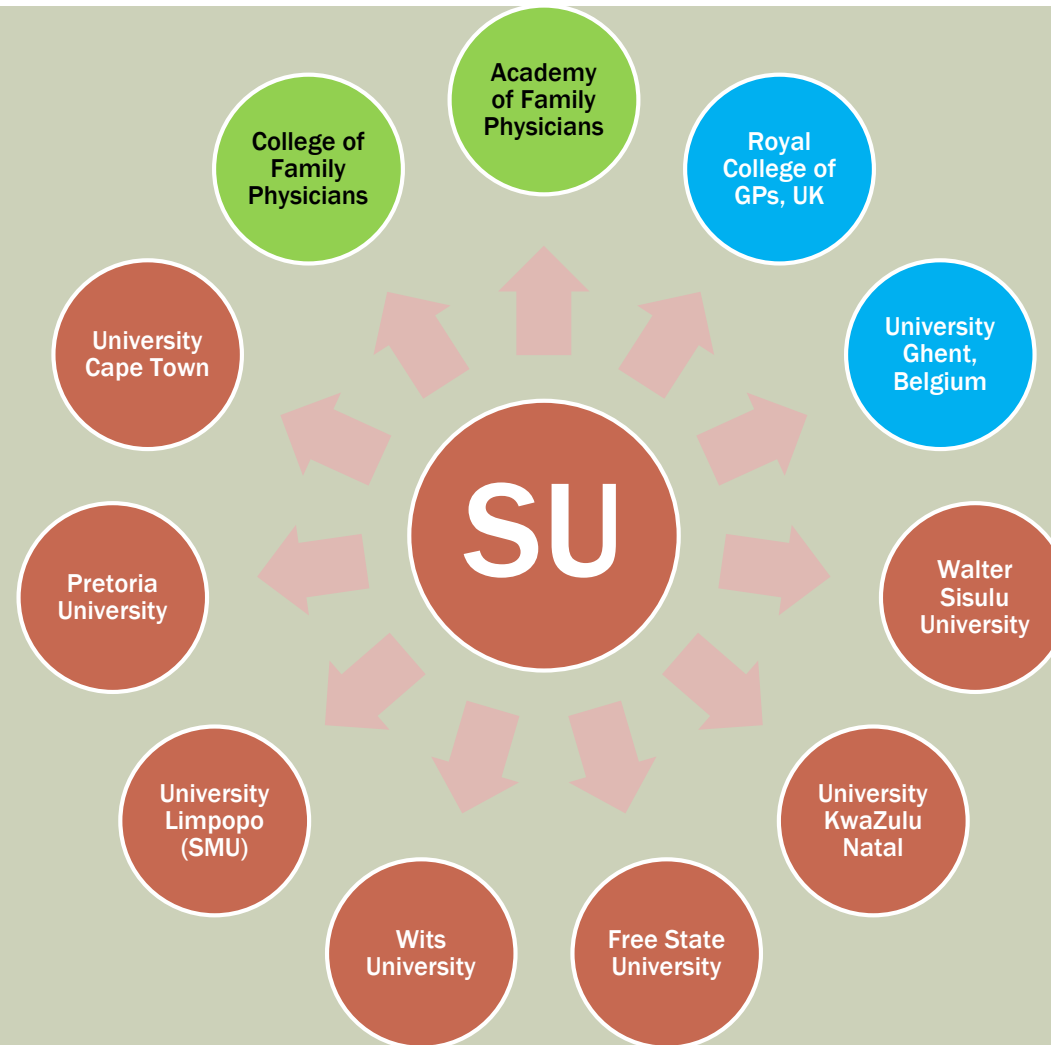 Academy
of Family
Physicians
Royal
College of
GPs, UK
University
Ghent,
Belgium
Walter
Sisulu
University
University
KwaZulu
Natal
Free State
University
Wits
University
University
Limpopo
(SMU)
Pretoria
University
University
Cape Town
College of
Family
Physicians
SU